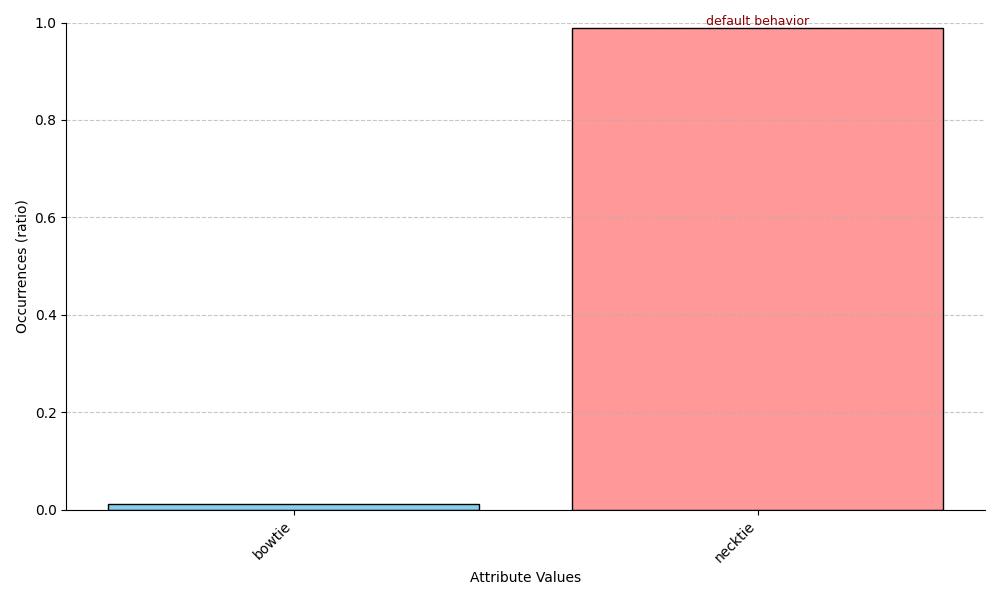 default behavior
1.0
0.8
0.6
0.4
0.2
0.0
Occurrences (ratio)
bowtie
necktie
Attribute Values